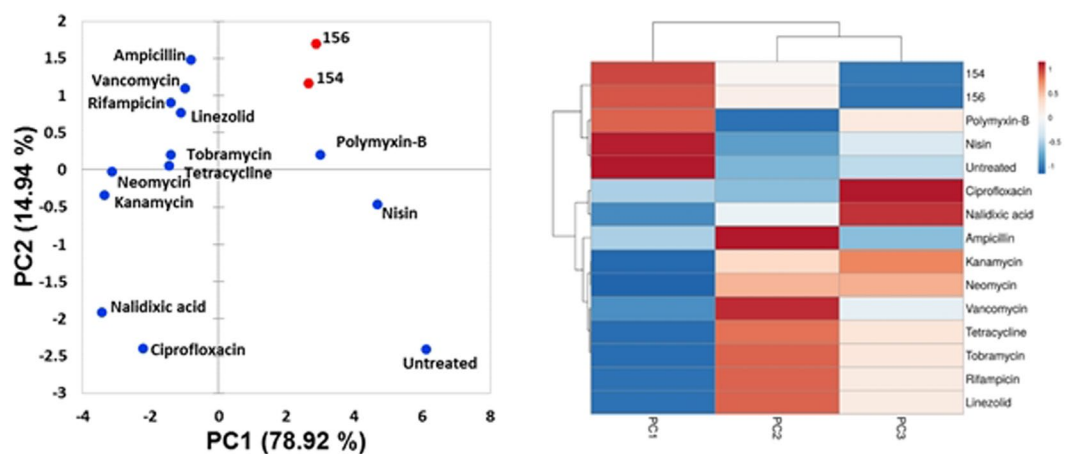 2
1.5
1
0.5
0
-0.5
-1
-1.5
-2
-2.5
-3
PC2 (14.94 %)
156
Ampicillin
154
Vancomycin
Rifampicin
Linezolid
Polymyxin-B
Tobramycin
Tetracycline
Neomycin
Kanamycin
Nisin
Nalidixic acid
Ciprofloxacin
Untreated
-4 -2 0 2 4 6 8
PC1 (78.92 %)
154
156
Polymyxin-B
Nisin
Untreated
Ciprofloxacin
Nalidixic acid
Ampicillin
Kanamycin
Neomycin
Vancomycin
Tetracycline
Tobramycin
Rifampicin
Linezolid
1
0.5
0
-0.5
-1
PC1
PC2
PC3